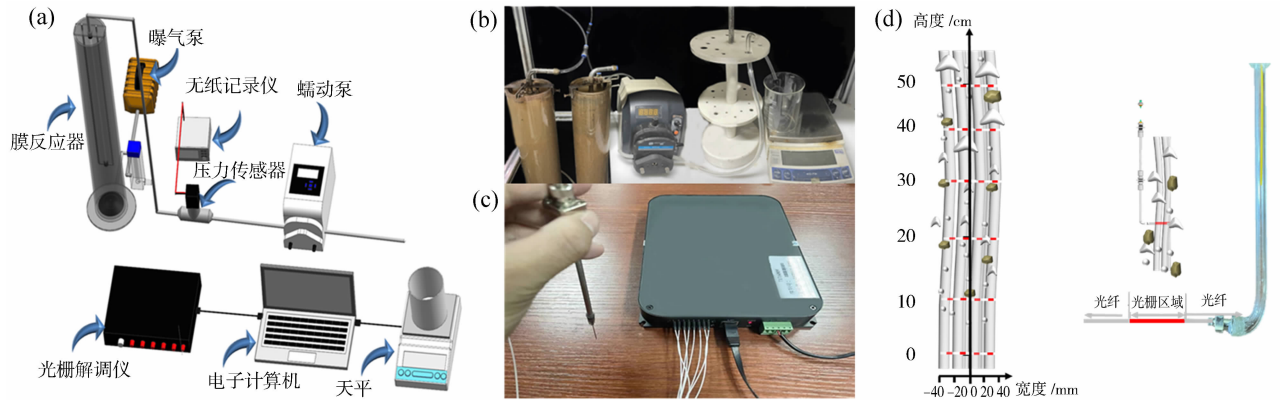 (a)
曝气泵
无纸记录仪
蠕动泵
膜反应器
压力传感器
光栅解调仪
电子计算机
天平
(b)
(c)
(d)
高度 /cm
50
40
30
20
10
0
-40 -20 0 20 40
宽度 /mm
光纤
光栅区域
光纤